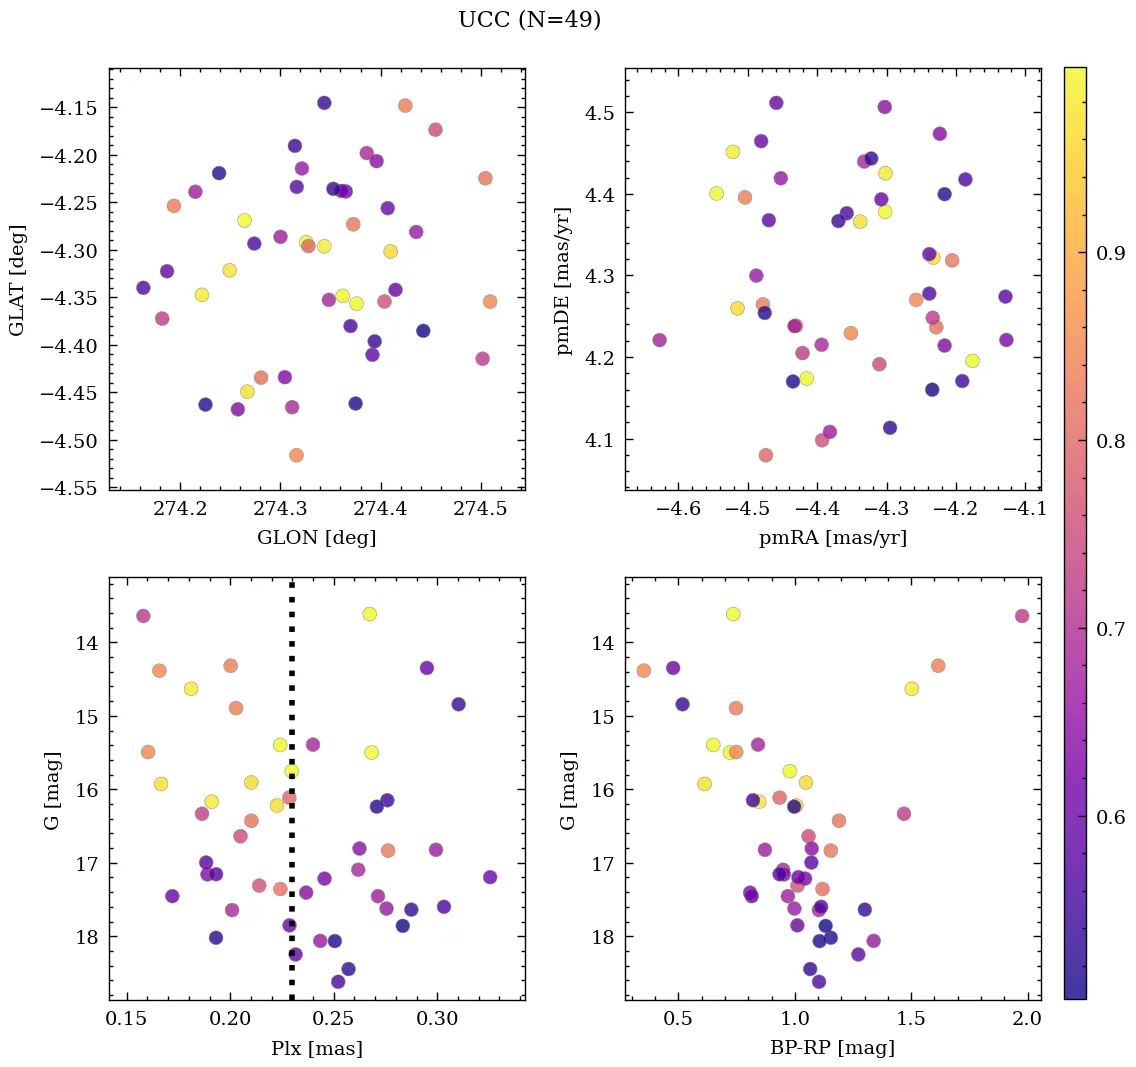 UCC (N=49)
−4.15
−4.20
−4.25
−4.30
−4.35
−4.40
−4.45
−4.50
−4.55
GLAT [deg]
274.2 274.3 274.4 274.5
GLON [deg]
4.5
4.4
4.3
4.2
4.1
pmDE [mas/yr]
−4.6 −4.5 −4.4 −4.3 −4.2 −4.1
pmRA [mas/yr]
14
15
16
17
18
G [mag]
0.15 0.20 0.25 0.30
Plx [mas]
14
15
16
17
18
G [mag]
0.5 1.0 1.5 2.0
BP-RP [mag]
0.9
0.8
0.7
0.6